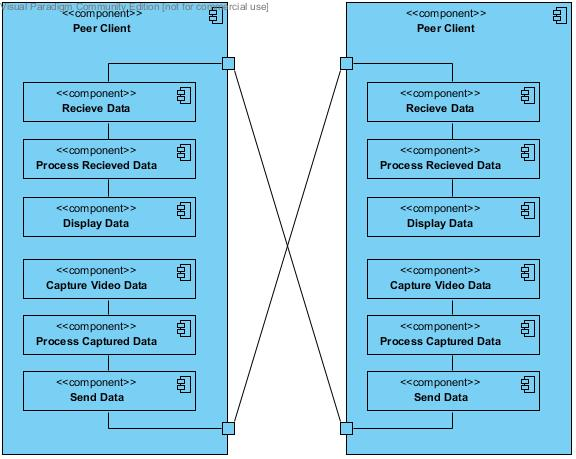 Visual Paradigm Community Edition [not for commercial use]
<<component>>
Peer Client
<<component>>
Recieve Data
<<component>>
Process Recieved Data
<<component>>
Display Data
<<component>>
Capture Video Data
<<component>>
Process Captured Data
<<component>>
Send Data
<<component>>
Peer Client
<<component>>
Recieve Data
<<component>>
Process Recieved Data
<<component>>
Display Data
<<component>>
Capture Video Data
<<component>>
Process Captured Data
<<component>>
Send Data